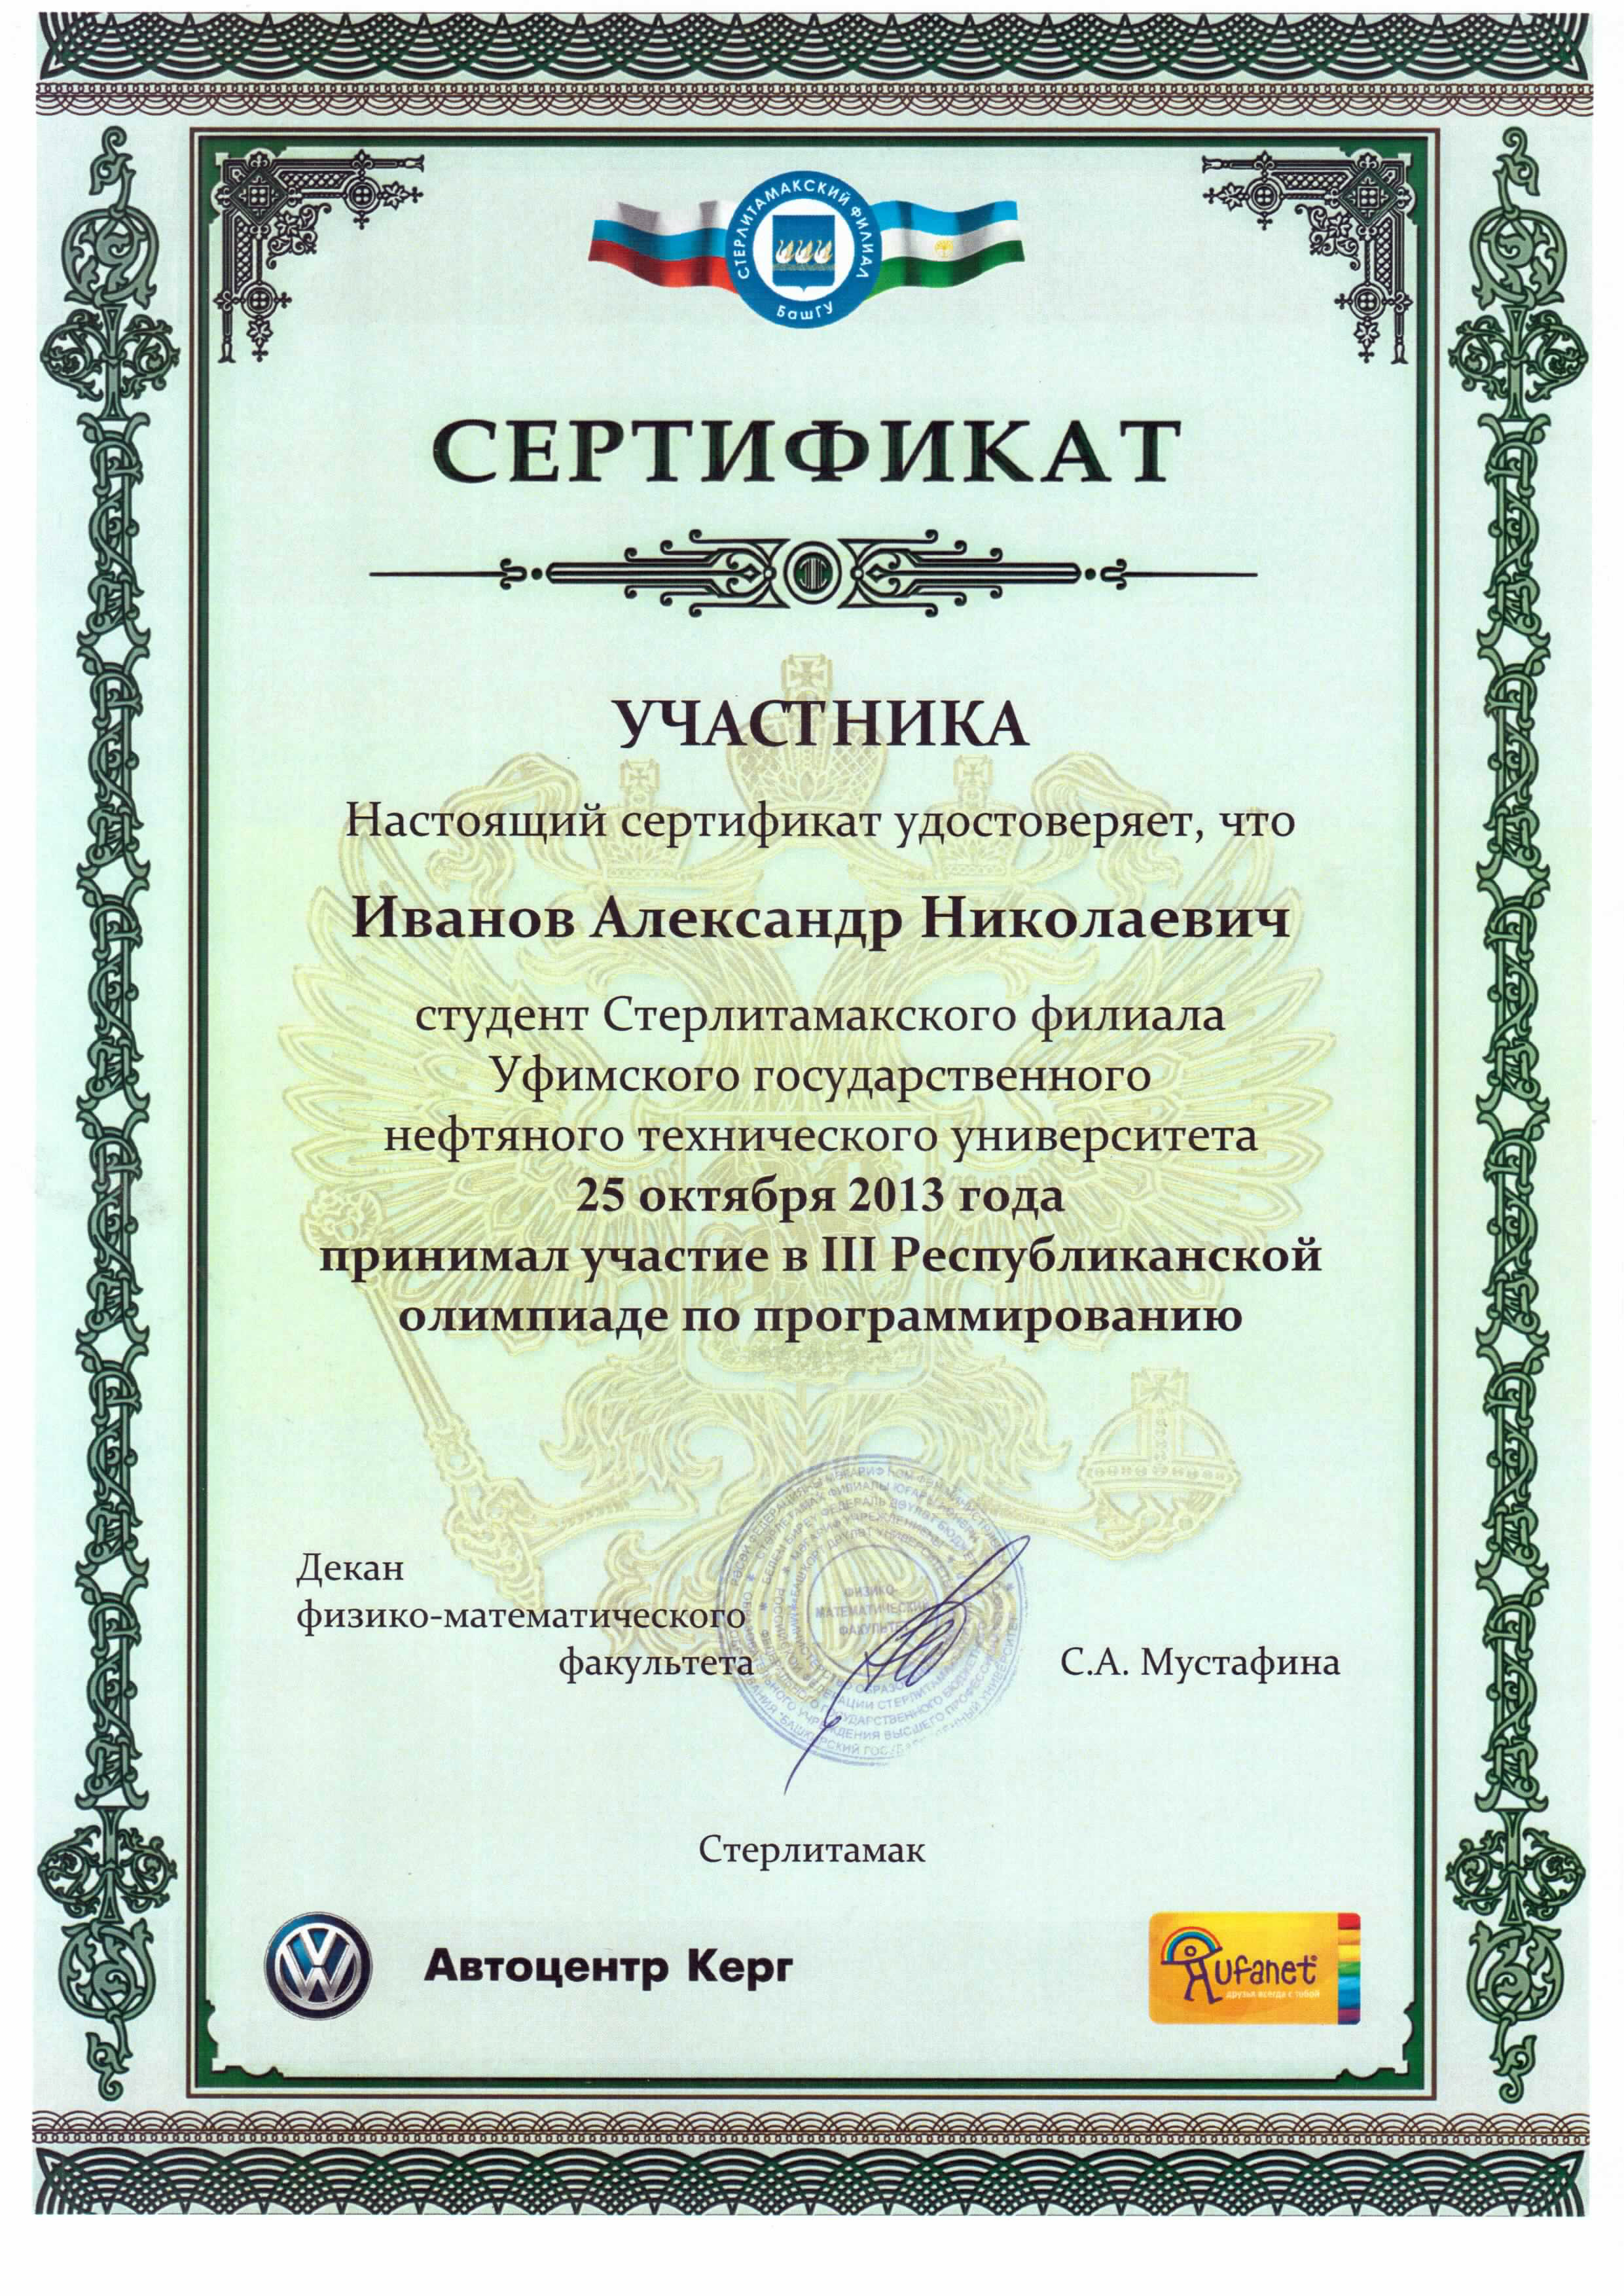 СТЕРЛИТАМАКСКИЙ ФИЛИАЛ
БашГУ
СЕРТИФИКАТ
УЧАСТНИКА
Настоящий сертификат удостоверяет, что
Иванов Александр Николаевич
студент Стерлитамакского филиала
Уфимского государственного
нефтяного технического университета
25 октября 2013 года
принимал участие в III Республиканской
олимпиаде по программированию
Декан
физико-математического
факультета
ФИЗИКО-
МАТЕМАТИЧЕСКИЙ
ФАКУЛЬТЕТ
С.А. Мустафина
Стерлитамак
Автоцентр Керг
ufanet
друзья всегда с тобой